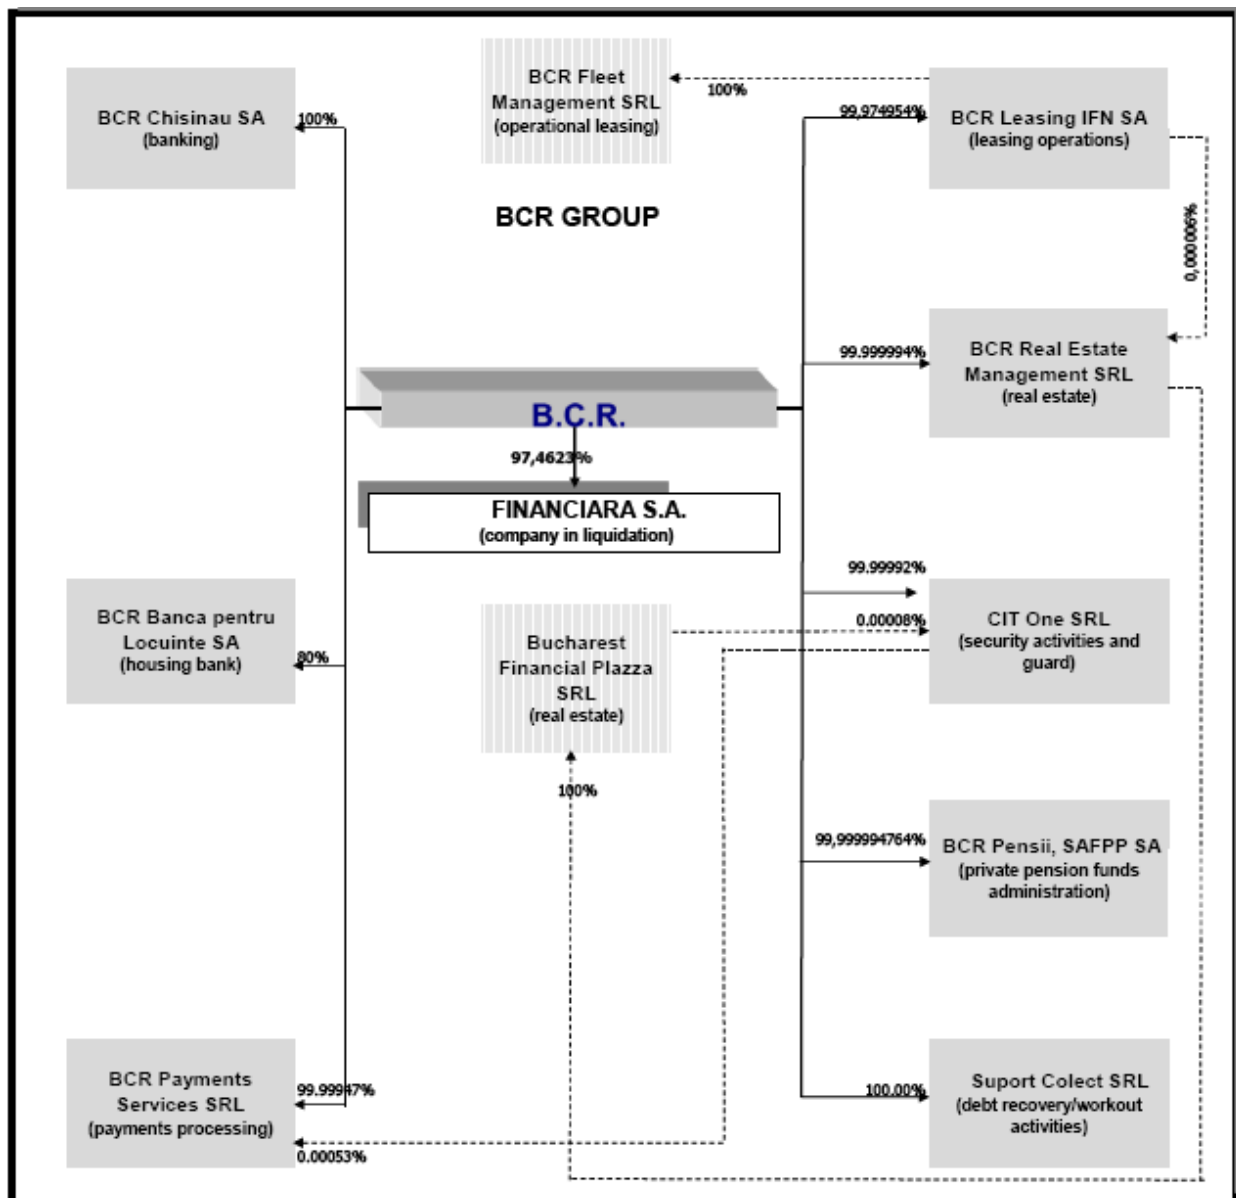 BCR Fleet
Management SRL
(operational leasing)
100%
BCR Chisinau SA
(banking)
100%
99,974954%
BCR Leasing IFN SA
(leasing operations)
BCR GROUP
0,000006%
99.999994%
BCR Real Estate
Management SRL
(real estate)
B.C.R.
97,4623%
FINANCIARA S.A.
(company in liquidation)
99.99992%
BCR Banca pentru
Locuinte SA
(housing bank)
80%
Bucharest
Financial Plazza
SRL
(real estate)
0.00008%
CIT One SRL
(security activities and
guard)
100%
99,999994764%
BCR Pensii, SAFPP SA
(private pension funds
administration)
BCR Payments
Services SRL
(payments processing)
99.99947%
0.00053%
100.00%
Suport Colect SRL
(debt recovery/workout
activities)